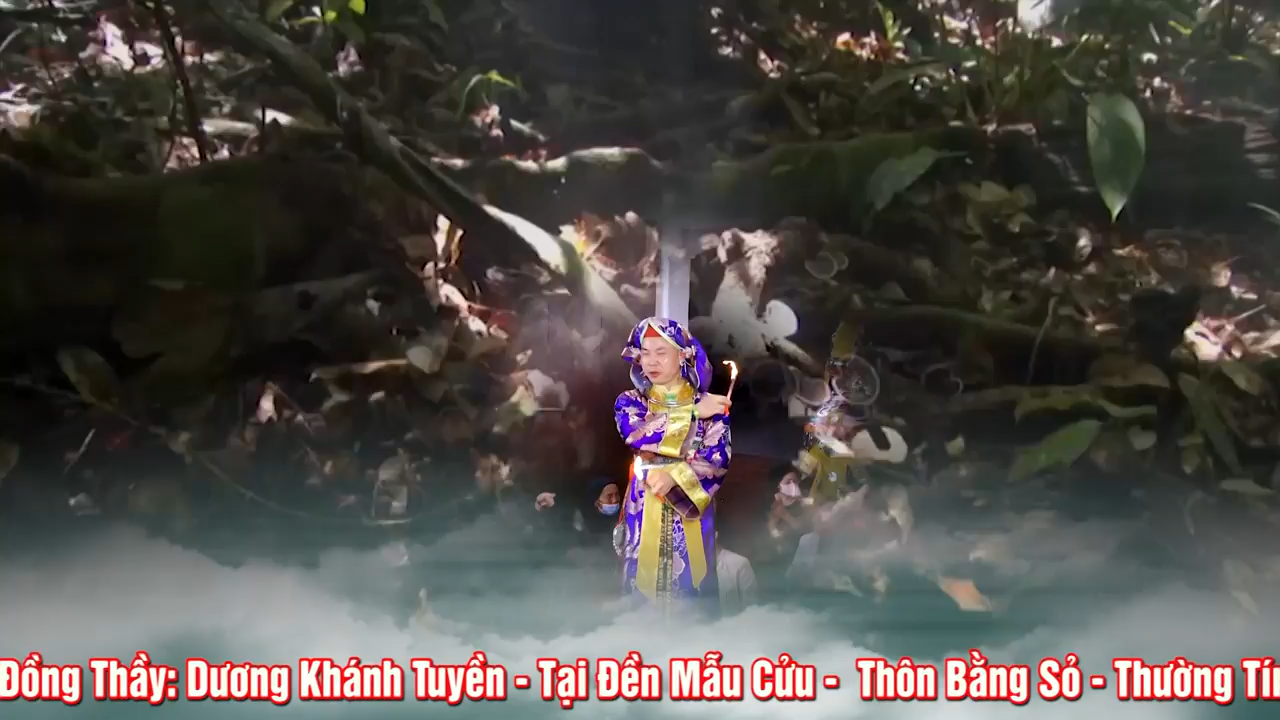 Đồng Thầy: Dương Khánh Tuyền - Tại Đền Mẫu Cửu - Thôn Bằng Sỏ - Thường Tí